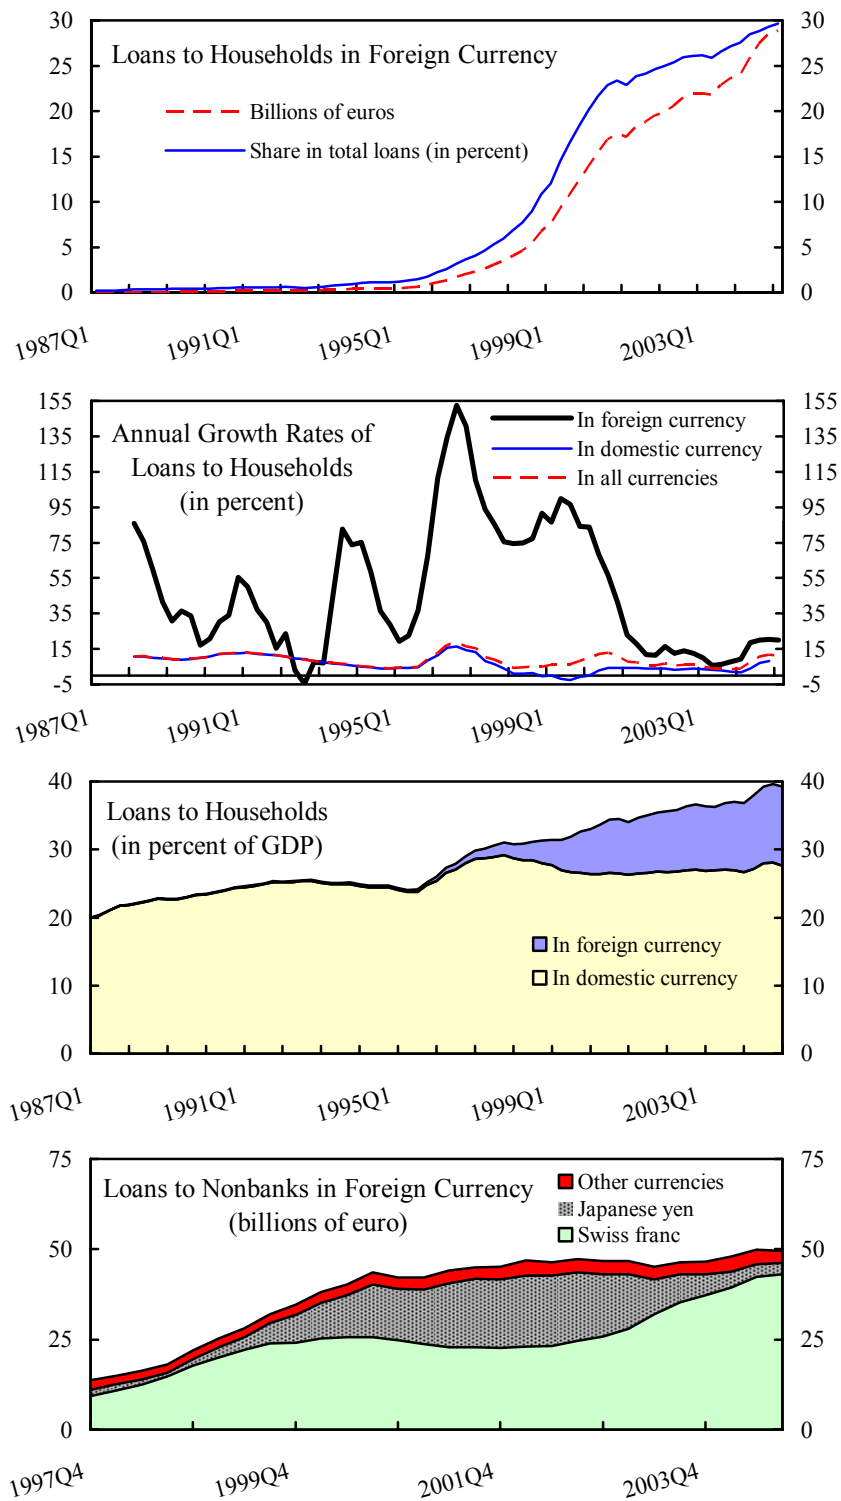 30 30
Loans to Households in Foreign Currency
25 25
Billions of euros
20 20
Share in total loans (in percent)
15 15
10 10
5 5
0 0
1987Q1 1991Q1 1995Q1 1999Q1 2003Q1
155 155
In foreign currency
135 Annual Growth Rates of 135
In domestic currency
115 Loans to Households 115
In all currencies
(in percent)
95 95
75 75
55 55
35 35
15 15
-5 -5
1987Q1 1991Q1 1995Q1 1999Q1 2003Q1
40 40
Loans to Households
(in percent of GDP)
30 30
20 20
In foreign currency
In domestic currency
10 10
0 0
1987Q1 1991Q1 1995Q1 1999Q1 2003Q1
75 75
Loans to Nonbanks in Foreign Currency
(billions of euro)
Other currencies
Japanese yen
Swiss franc
50 50
25 25
0 0
1997Q4 1999Q4 2001Q4 2003Q4